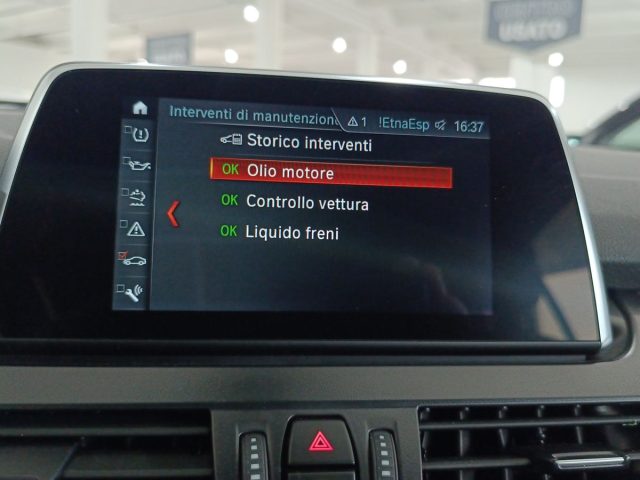 USATO
Interventi di manutenzion 1 !EtnaEsp 16:37
Storico interventi
OK Olio motore
OK Controllo vettura
OK Liquido freni